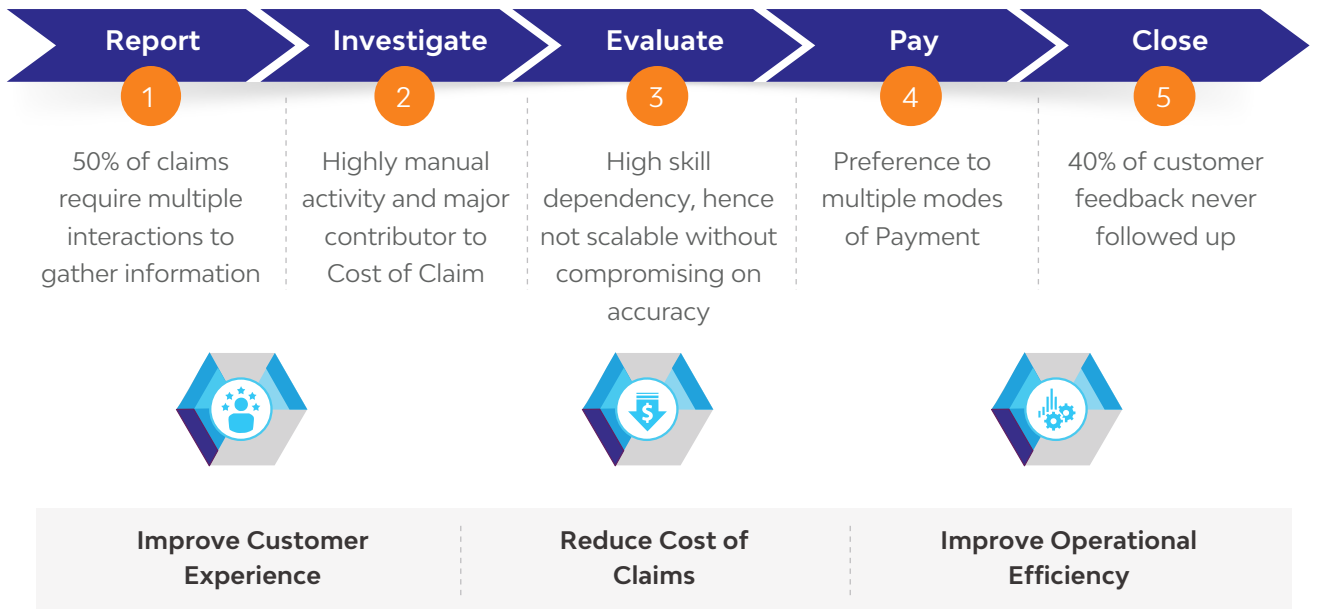 Report
Investigate
Evaluate
Pay
Close
1
2
3
4
5
50% of claims
require multiple
interactions to
gather information
Highly manual
activity and major
contributor to
Cost of Claim
High skill
dependency, hence
not scalable without
compromising on
accuracy
Preference to
multiple modes
of Payment
40% of customer
feedback never
followed up
$
Improve Customer
Experience
Reduce Cost of
Claims
Improve Operational
Efficiency